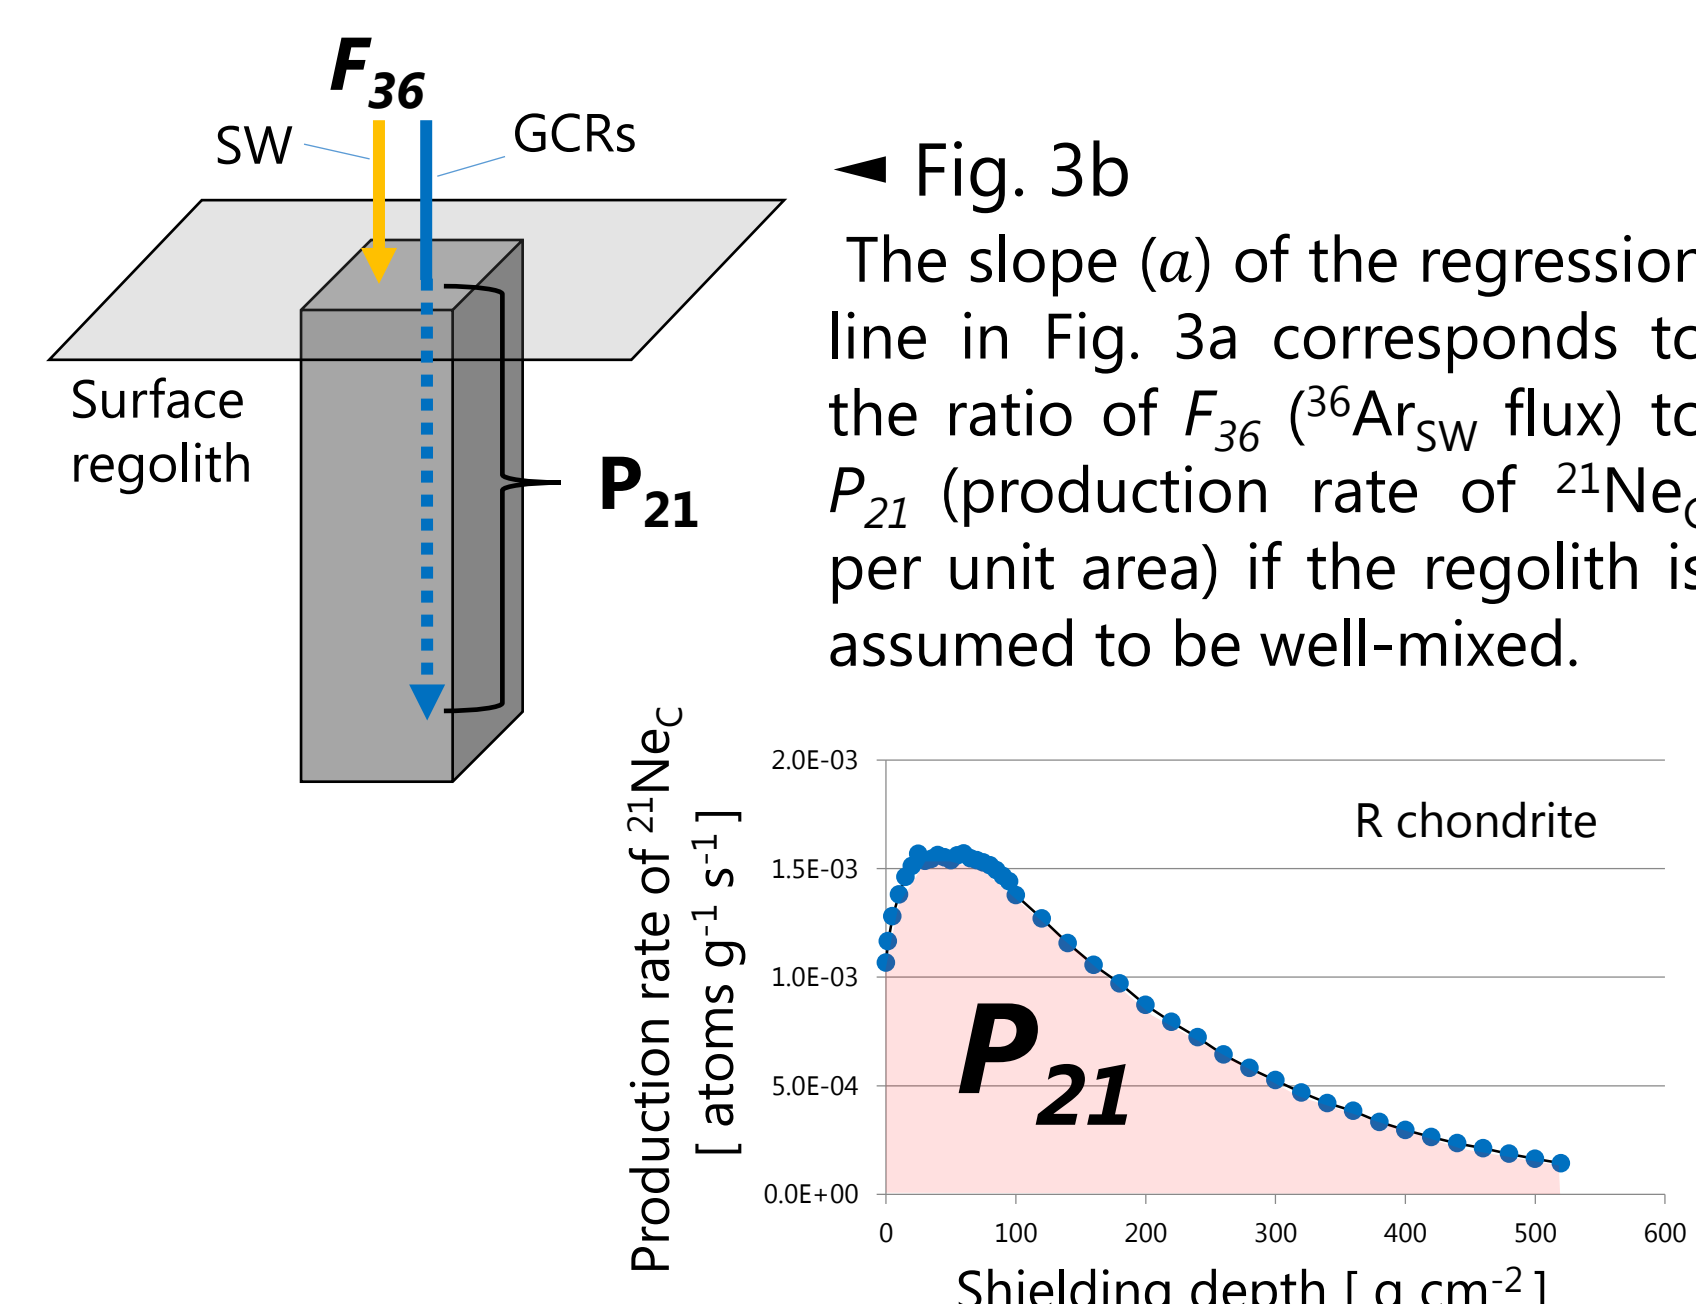 F₃₆
SW
GCRs
Surface
regolith
P₂₁
◄ Fig. 3b
The slope (a) of the regression
line in Fig. 3a corresponds to
the ratio of F₃₆ (³⁶Ar_SW flux) to
P₂₁ (production rate of ²¹Ne_C
per unit area) if the regolith is
assumed to be well-mixed.
Production rate of ²¹Ne_C
[ atoms g⁻¹ s⁻¹ ]
2.0E-03
1.5E-03
1.0E-03
5.0E-04
0.0E+00
R chondrite
P₂₁
0 100 200 300 400 500 600
Shielding depth [ g cm⁻² ]